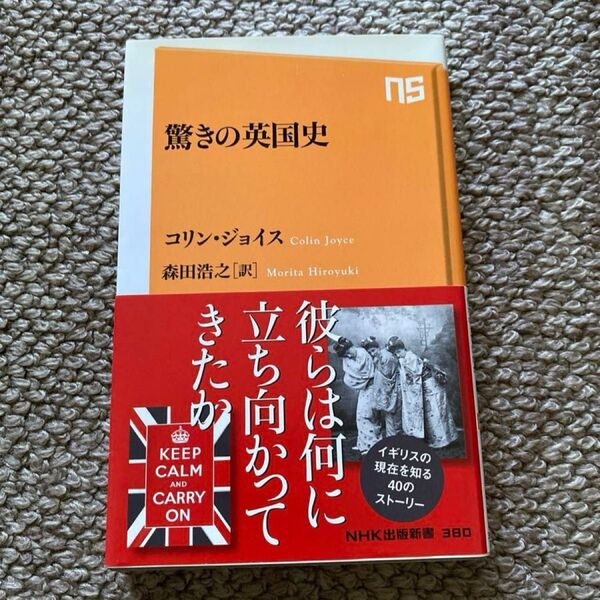 NS
驚きの英国史
コリン・ジョイス Colin Joyce
森田浩之[訳] Morita Hiroyuki
彼らは何に
立ち向かって
きたか
KEEP
CALM
AND
CARRY
ON
イギリスの
現在を知る
40の
ストーリー
NHK出版新書 380